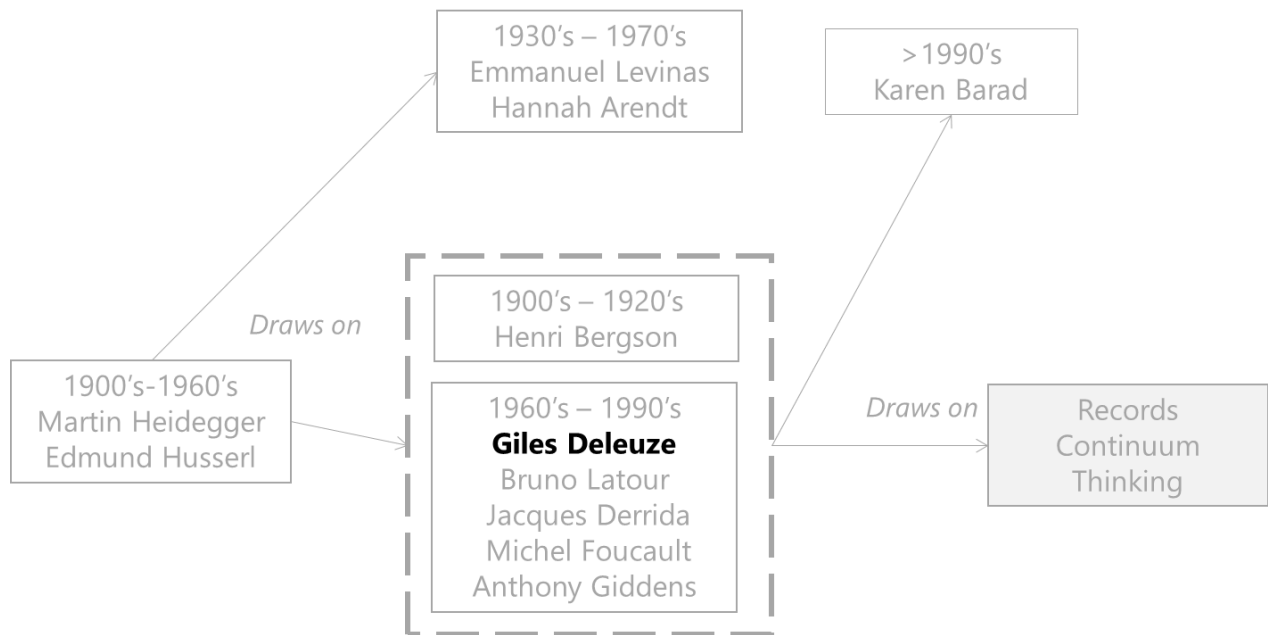 1930’s – 1970’s
Emmanuel Levinas
Hannah Arendt
>1990’s
Karen Barad
Draws on
1900’s-1960’s
Martin Heidegger
Edmund Husserl
1900’s – 1920’s
Henri Bergson
1960’s – 1990’s
Giles Deleuze
Bruno Latour
Jacques Derrida
Michel Foucault
Anthony Giddens
Draws on
Records
Continuum
Thinking